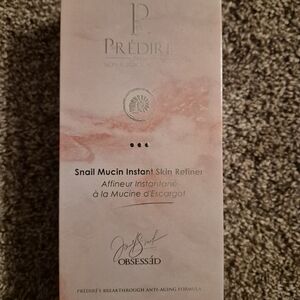 P
PRÉDIRE
Snail Mucin Instant Skin Refiner
Affineur Instantané
à la Mucine d'Escargot
OBSESSED
PRÉDIRE'S BREAKTHROUGH ANTI-AGING FORMULA